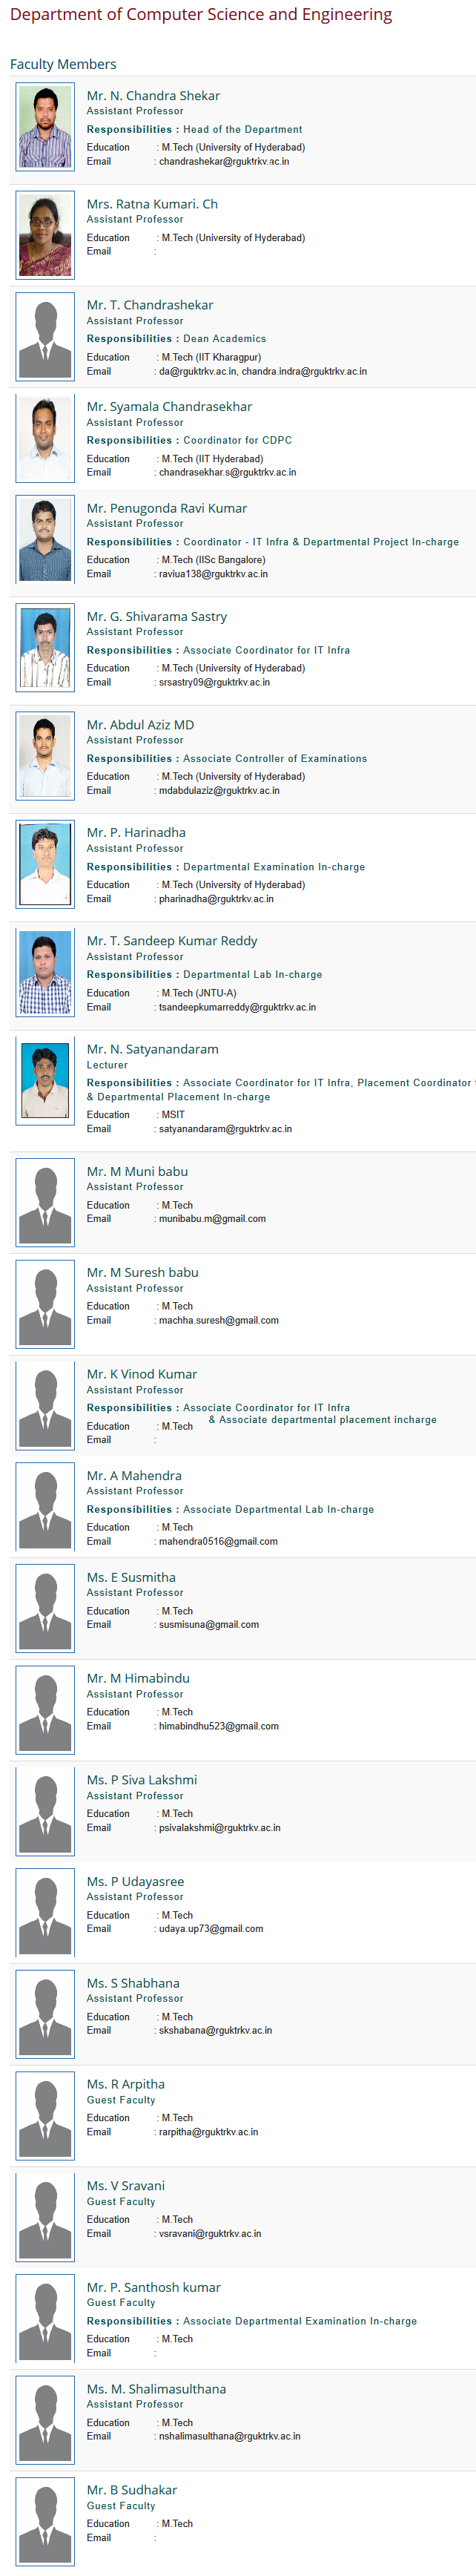 Department of Computer Science and Engineering
Faculty Members
Mr. N. Chandra Shekar
Assistant Professor
Responsibilities : Head of the Department
Education : M.Tech (University of Hyderabad)
Email : chandrashekar@rguktrkv.ac.in
Mrs. Ratna Kumari. Ch
Assistant Professor
Education : M.Tech (University of Hyderabad)
Email :
Mr. T. Chandrashekar
Assistant Professor
Responsibilities : Dean Academics
Education : M.Tech (IIT Kharagpur)
Email : da@rguktrkv.ac.in, chandra.indra@rguktrkv.ac.in
Mr. Syamala Chandrasekhar
Assistant Professor
Responsibilities : Coordinator for CDPC
Education : M.Tech (IIT Hyderabad)
Email : chandrasekhar.s@rguktrkv.ac.in
Mr. Penugonda Ravi Kumar
Assistant Professor
Responsibilities : Coordinator - IT Infra & Departmental Project In-charge
Education : M.Tech (IISc Bangalore)
Email : raviua138@rguktrkv.ac.in
Mr. G. Shivarama Sastry
Assistant Professor
Responsibilities : Associate Coordinator for IT Infra
Education : M.Tech (University of Hyderabad)
Email : srsastry09@rguktrkv.ac.in
Mr. Abdul Aziz MD
Assistant Professor
Responsibilities : Associate Controller of Examinations
Education : M.Tech (University of Hyderabad)
Email : mdabdulaziz@rguktrkv.ac.in
Mr. P. Harinadha
Assistant Professor
Responsibilities : Departmental Examination In-charge
Education : M.Tech (University of Hyderabad)
Email : pharinadha@rguktrkv.ac.in
Mr. T. Sandeep Kumar Reddy
Assistant Professor
Responsibilities : Departmental Lab In-charge
Education : M.Tech (JNTU-A)
Email : tsandeepkumarreddy@rguktrkv.ac.in
Mr. N. Satyanandaram
Lecturer
Responsibilities : Associate Coordinator for IT Infra, Placement Coordinator
& Departmental Placement In-charge
Education : MSIT
Email : satyanandaram@rguktrkv.ac.in
Mr. M Muni babu
Assistant Professor
Education : M.Tech
Email : munibabu.m@gmail.com
Mr. M Suresh babu
Assistant Professor
Education : M.Tech
Email : machha.suresh@gmail.com
Mr. K Vinod Kumar
Assistant Professor
Responsibilities : Associate Coordinator for IT Infra
& Associate departmental placement incharge
Education : M.Tech
Email :
Mr. A Mahendra
Assistant Professor
Responsibilities : Associate Departmental Lab In-charge
Education : M.Tech
Email : mahendra0516@gmail.com
Ms. E Susmitha
Assistant Professor
Education : M.Tech
Email : susmisuna@gmail.com
Mr. M Himabindu
Assistant Professor
Education : M.Tech
Email : himabindhu523@gmail.com
Ms. P Siva Lakshmi
Assistant Professor
Education : M.Tech
Email : psivalakshmi@rguktrkv.ac.in
Ms. P Udayasree
Assistant Professor
Education : M.Tech
Email : udaya.up73@gmail.com
Ms. S Shabhana
Assistant Professor
Education : M.Tech
Email : skshabana@rguktrkv.ac.in
Ms. R Arpitha
Guest Faculty
Education : M.Tech
Email : rarpitha@rguktrkv.ac.in
Ms. V Sravani
Guest Faculty
Education : M.Tech
Email : vsravani@rguktrkv.ac.in
Mr. P. Santhosh kumar
Guest Faculty
Responsibilities : Associate Departmental Examination In-charge
Education : M.Tech
Email :
Ms. M. Shalimasulthana
Assistant Professor
Education : M.Tech
Email : nshalimasulthana@rguktrkv.ac.in
Mr. B Sudhakar
Guest Faculty
Education : M.Tech
Email :